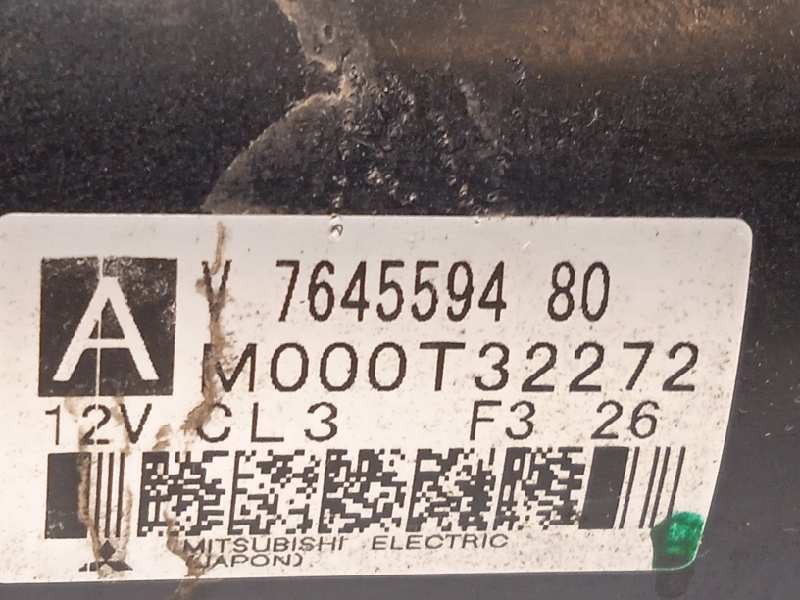 A
V 7645594 80
M000T32272
12V CL3 F3 26
MITSUBISHI ELECTRIC
(JAPON)